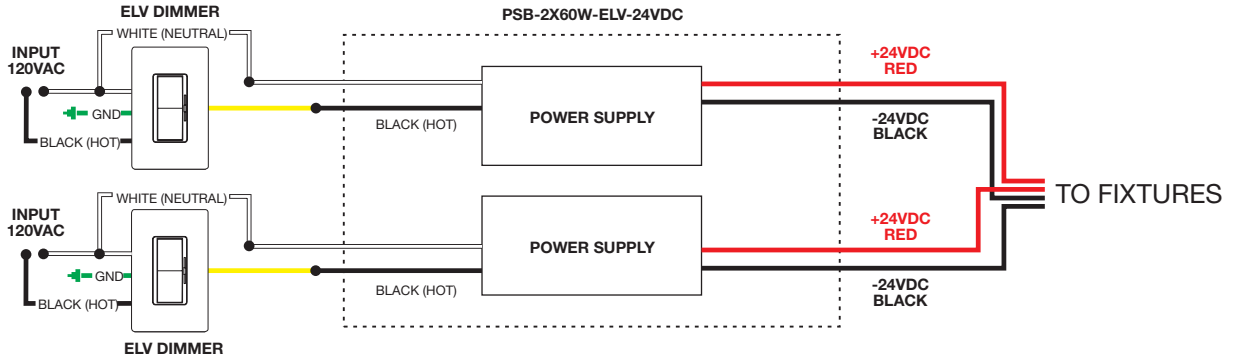 ELV DIMMER
PSB-2X60W-ELV-24VDC
WHITE (NEUTRAL)
INPUT
120VAC
+24VDC
RED
GND
BLACK (HOT)
POWER SUPPLY
-24VDC
BLACK
BLACK (HOT)
TO FIXTURES
WHITE (NEUTRAL)
INPUT
120VAC
+24VDC
RED
POWER SUPPLY
GND
BLACK (HOT)
-24VDC
BLACK
BLACK (HOT)
ELV DIMMER